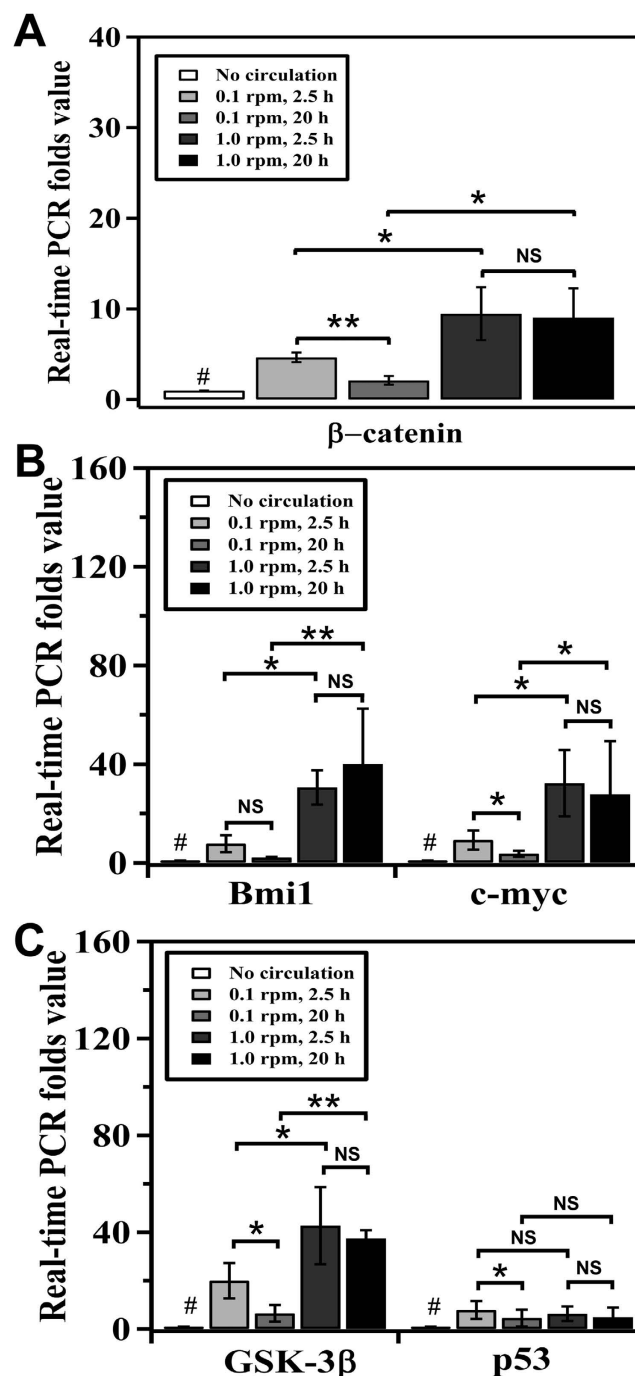 A
Real-time PCR folds value
40
30
20
10
0
No circulation
0.1 rpm, 2.5 h
0.1 rpm, 20 h
1.0 rpm, 2.5 h
1.0 rpm, 20 h
*
*
NS
**
#
β–catenin
B
Real-time PCR folds value
160
120
80
40
0
No circulation
0.1 rpm, 2.5 h
0.1 rpm, 20 h
1.0 rpm, 2.5 h
1.0 rpm, 20 h
**
*
NS
NS
#
*
*
NS
*
#
Bmi1 c-myc
C
Real-time PCR folds value
160
120
80
40
0
No circulation
0.1 rpm, 2.5 h
0.1 rpm, 20 h
1.0 rpm, 2.5 h
1.0 rpm, 20 h
**
*
NS
*
#
NS
NS
*
NS
#
GSK-3β p53